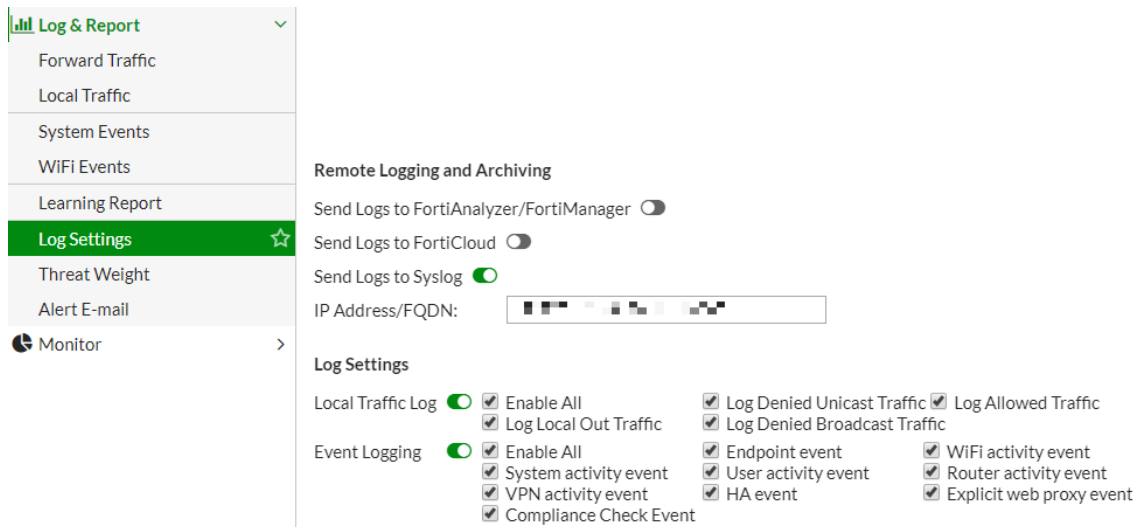 Log & Report
Forward Traffic
Local Traffic
System Events
WiFi Events
Learning Report
Log Settings
Threat Weight
Alert E-mail
Monitor
Remote Logging and Archiving
Send Logs to FortiAnalyzer/FortiManager
Send Logs to FortiCloud
Send Logs to Syslog
IP Address/FQDN:
Log Settings
Local Traffic Log Enable All Log Denied Unicast Traffic Log Allowed Traffic
Log Local Out Traffic Log Denied Broadcast Traffic
Event Logging Enable All Endpoint event WiFi activity event
System activity event User activity event Router activity event
VPN activity event HA event Explicit web proxy event
Compliance Check Event